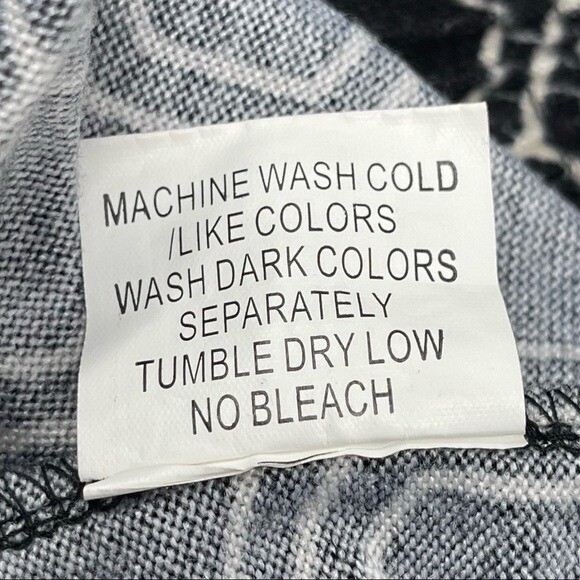 MACHINE WASH COLD
/LIKE COLORS
WASH DARK COLORS
SEPARATELY
TUMBLE DRY LOW
NO BLEACH